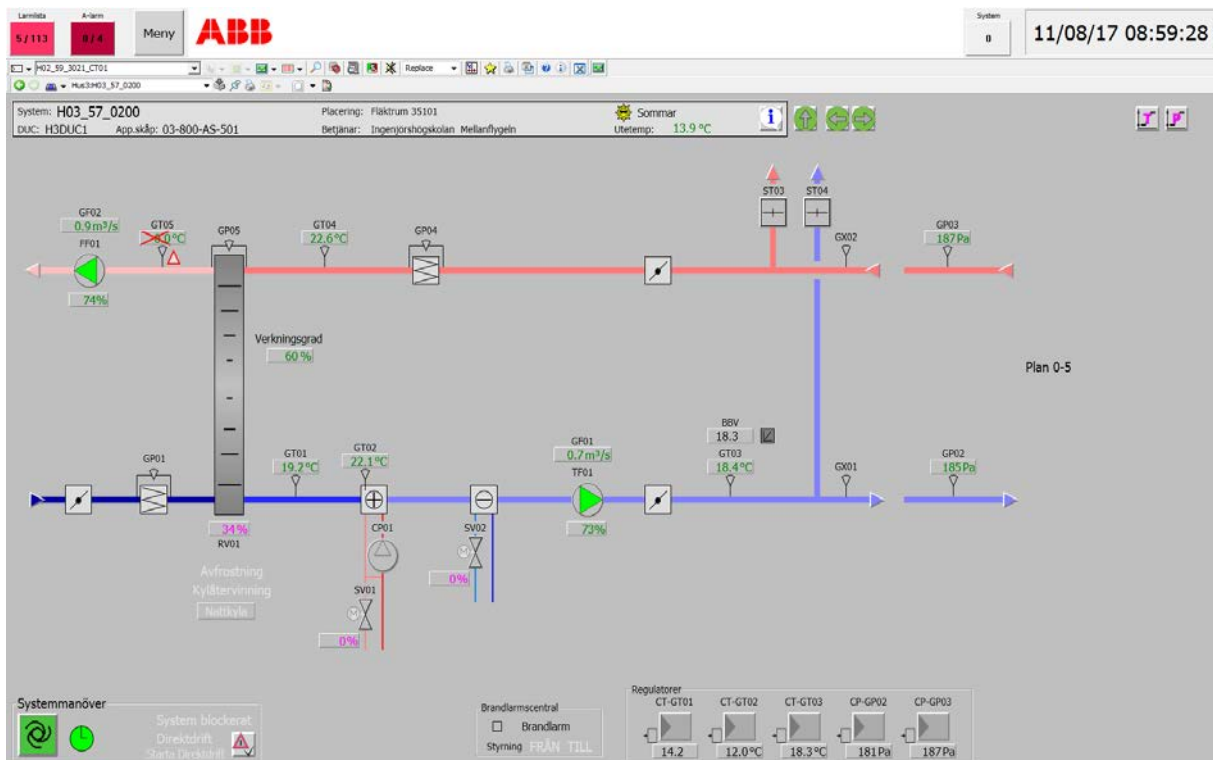 Larmlista A-larm System
5/113 0/4 Meny ABB 0 11/08/17 08:59:28
H02_59_3021_CT01 Replace
Hus3:H03_57_0200
System: H03_57_0200 Placering: Fläktrum 35101 Sommar
DUC: H3DUC1 App.skåp: 03-800-AS-501 Betjänar: Ingenjörshögskolan Mellanflygeln Utetemp: 13.9 °C i T P
ST03 ST04
GF02
0.9 m³/s GT05 GP05 GT04 GP04 GX02 GP03
FF01 °C 22.6°C 187 Pa
74%
Verkningsgrad
60 %
Plan 0-5
BBV
18.3
GP01 GT01 GT02 GF01 GT03 GX01 GP02
19.2°C 22.1°C 0.7 m³/s 18.4°C 185 Pa
TF01
34% CP01 SV02 73%
RV01
M
0%
Avfrostning
Kylåtervinning
Nattkyla
SV01
M
0%
Systemmanöver
System blockerat
Direktdrift
Starta Direktdrift
Brandlarmscentral
Brandlarm
Styrning FRÅN TILL
Regulatorer
CT-GT01 CT-GT02 CT-GT03 CP-GP02 CP-GP03
14.2 12.0°C 18.3°C 181 Pa 187 Pa